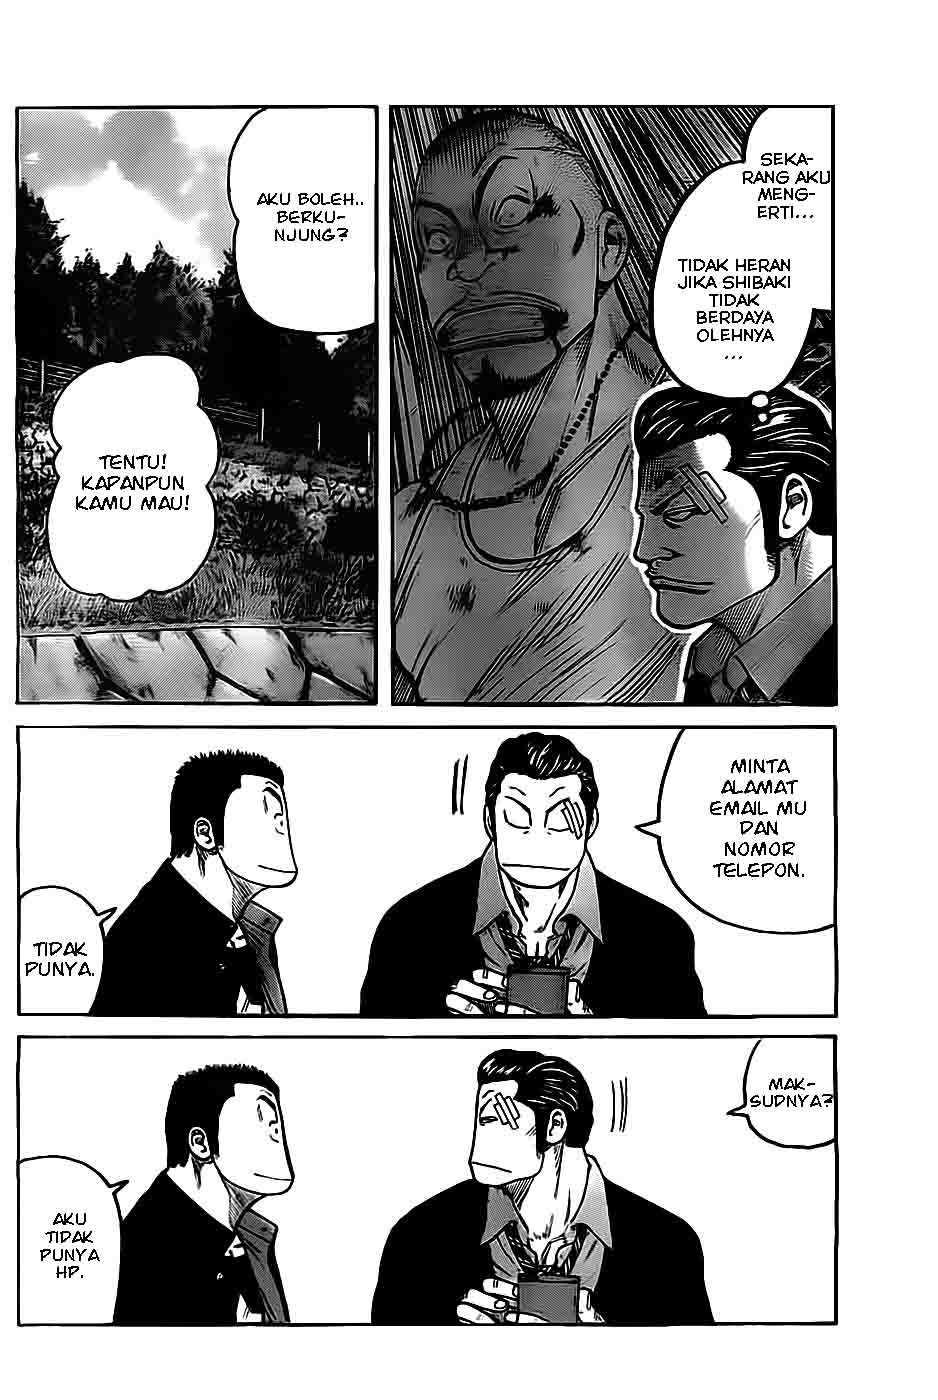 SEKA-
RANG AKU
MENG-
ERTI...
TIDAK HERAN
JIKA SHIBAKI
TIDAK
BERDAYA
OLEHNYA
...
AKU BOLEH..
BERKU-
NJUNG?
TENTU!
KAPANPUN
KAMU MAU!
MINTA
ALAMAT
EMAIL MU
DAN
NOMOR
TELEPON.
TIDAK
PUNYA.
MAK-
SUDNYA?
AKU
TIDAK
PUNYA
HP.